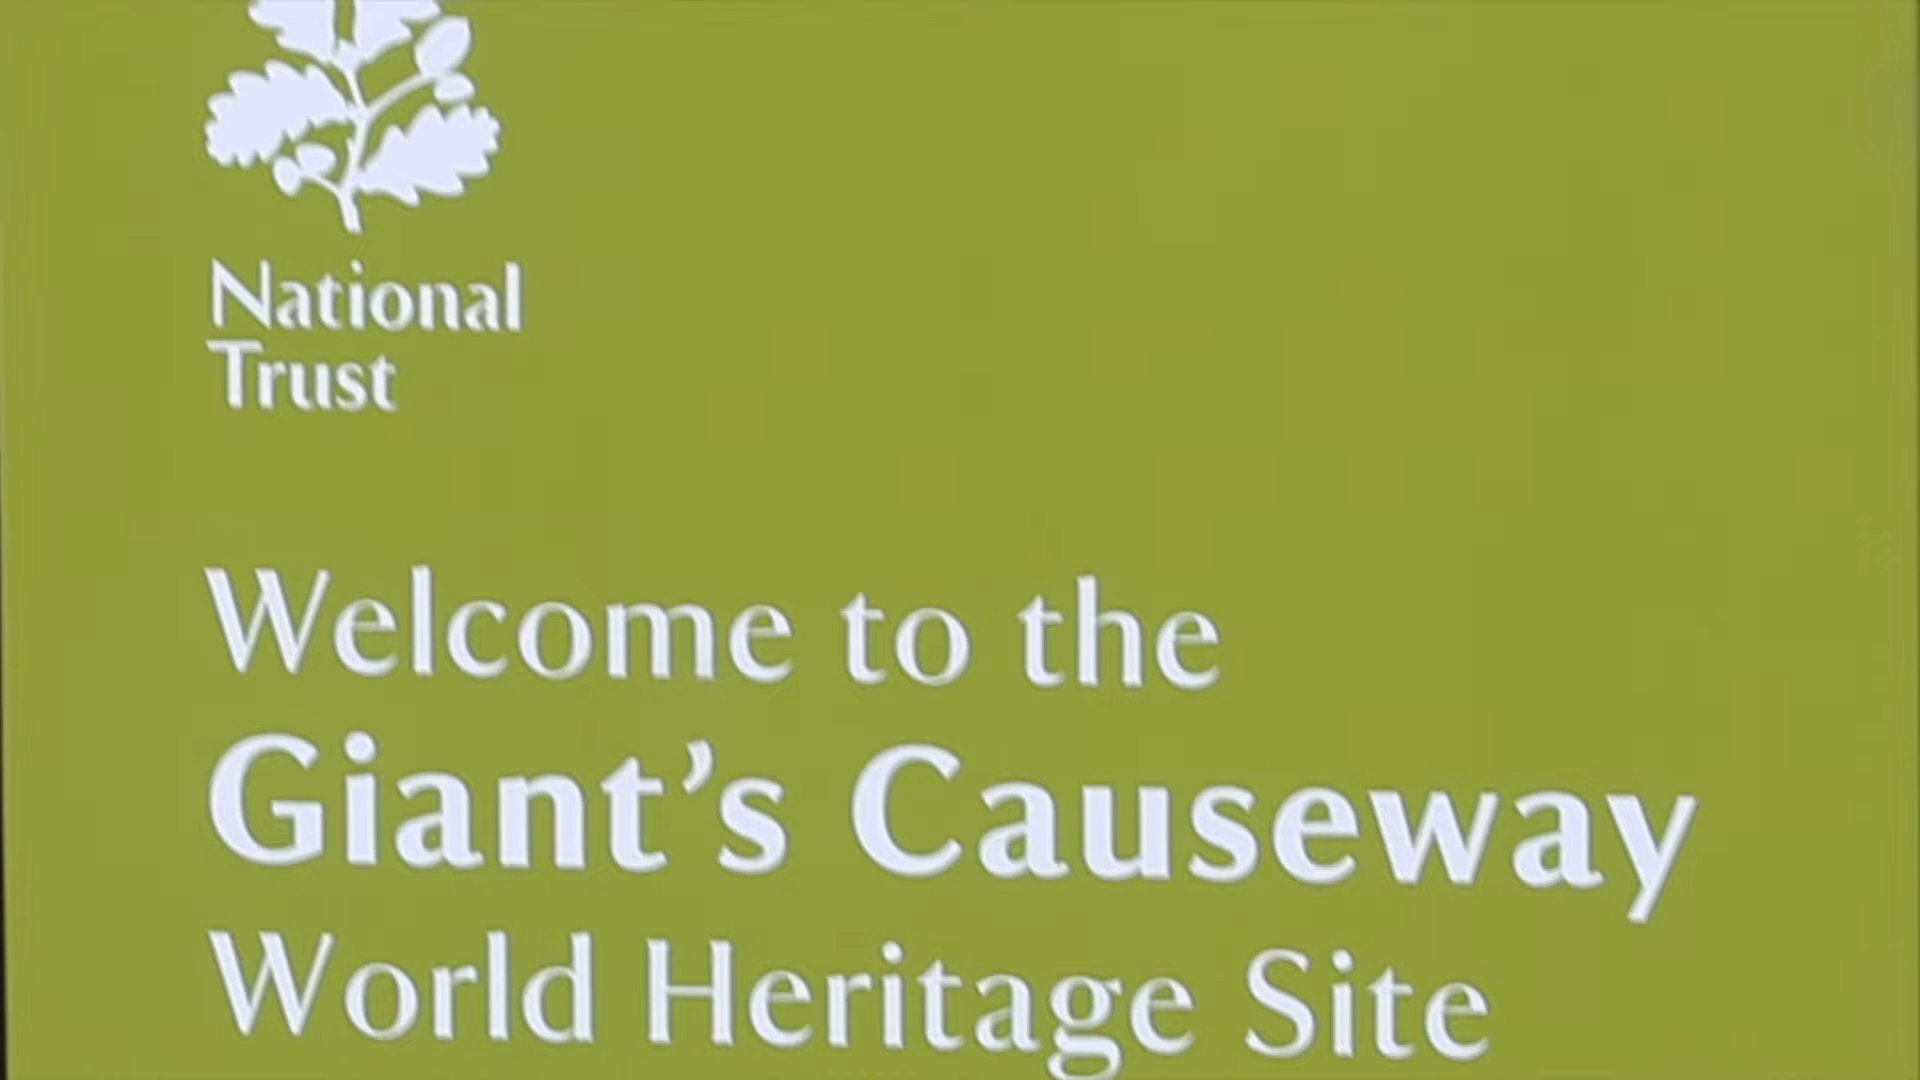 National
Trust
Welcome to the
Giant’s Causeway
World Heritage Site